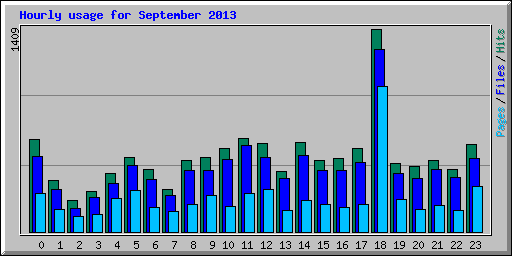 Hourly usage for September 2013
1409
Pages / Files / Hits
0 1 2 3 4 5 6 7 8 9 10 11 12 13 14 15 16 17 18 19 20 21 22 23